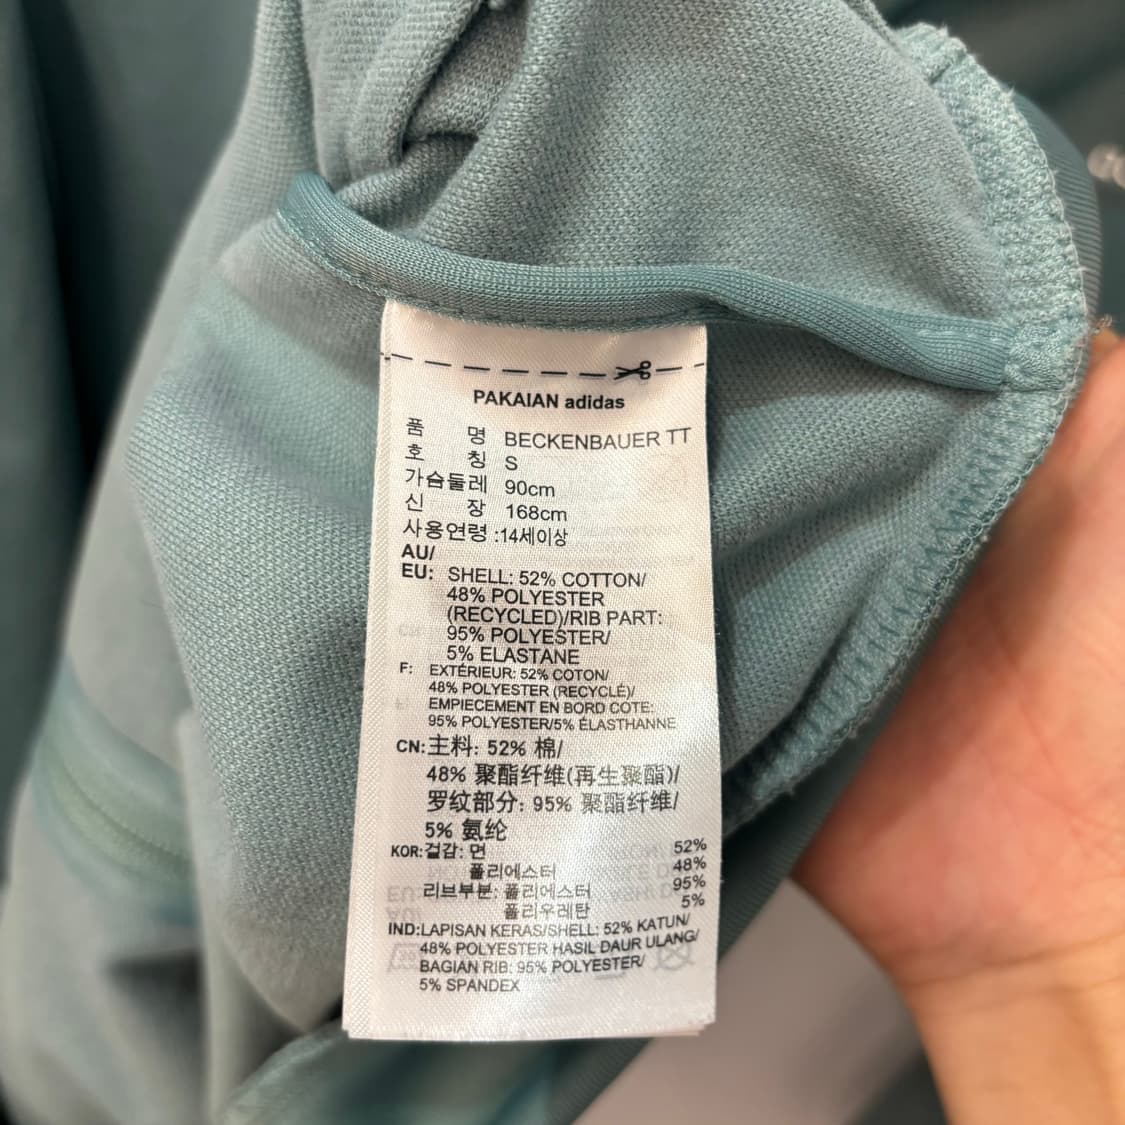 PAKAIAN adidas
품 명 BECKENBAUER TT
호 칭 S
가슴둘레 90cm
신 장 168cm
사용연령 :14세이상
AU/
EU: SHELL: 52% COTTON/
48% POLYESTER
(RECYCLED)/RIB PART:
95% POLYESTER/
5% ELASTANE
F: EXTÉRIEUR: 52% COTON/
48% POLYESTER (RECYCLÉ)/
EMPIECEMENT EN BORD COTE:
95% POLYESTER/5% ÉLASTHANNE
CN: 主料: 52% 棉/
48% 聚酯纤维(再生聚酯)/
罗纹部分: 95% 聚酯纤维/
5% 氨纶
KOR: 겉감: 면 52%
폴리에스터 48%
리브부분: 폴리에스터 95%
폴리우레탄 5%
IND: LAPISAN KERAS/SHELL: 52% KATUN/
48% POLYESTER HASIL DAUR ULANG/
BAGIAN RIB: 95% POLYESTER/
5% SPANDEX